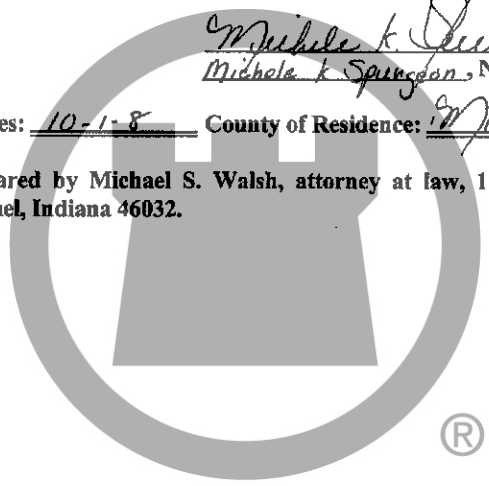 Michele K.
Michele K Spurgeon, N
es: 10-1-8 County of Residence: M
ared by Michael S. Walsh, attorney at law, 1
el, Indiana 46032.
®